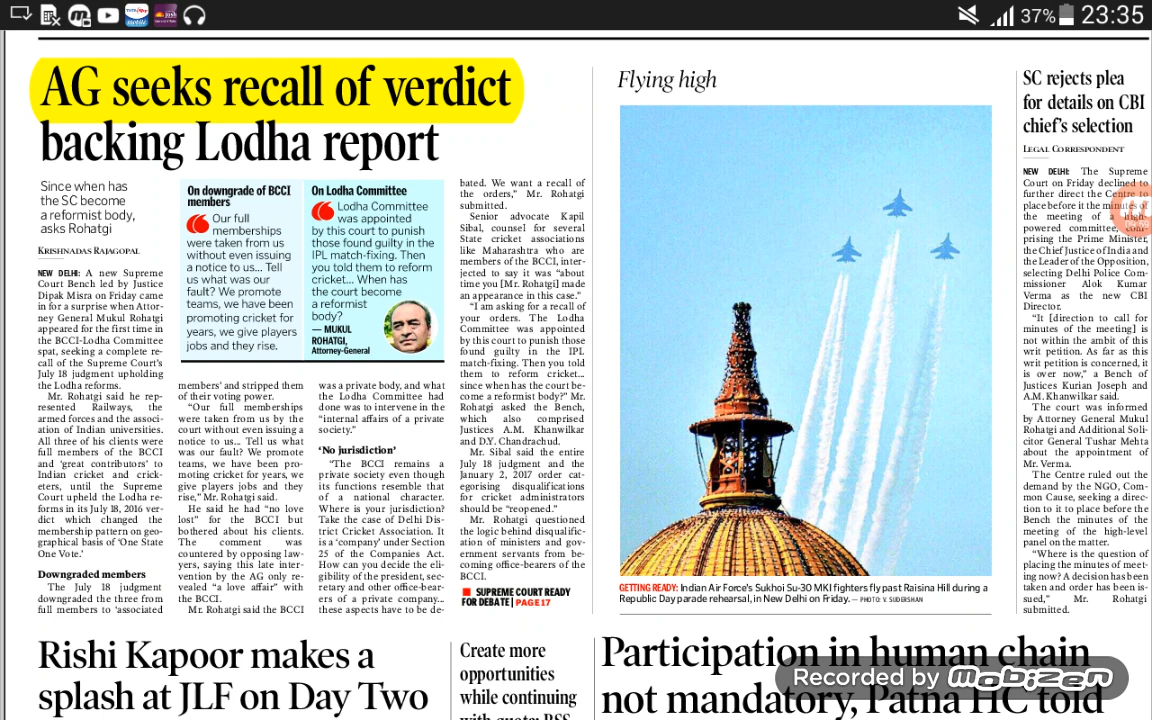 37% 23:35
AG seeks recall of verdict
backing Lodha report
Since when has
the SC become
a reformist body,
asks Rohatgi
KRISHNADAS RAJAGOPAL
NEW DELHI: A new Supreme
Court Bench led by Justice
Dipak Misra on Friday came
in for a surprise when Attor-
ney General Mukul Rohatgi
appeared for the first time in
the BCCI-Lodha Committee
spat, seeking a complete re-
call of the Supreme Court's
July 18 judgment upholding
the Lodha reforms.
Mr. Rohatgi said he rep-
resented Railways, the
armed forces and the associ-
ation of Indian universities.
All three of his clients were
full members of the BCCI
and 'great contributors' to
Indian cricket and crick-
eters, until the Supreme
Court upheld the Lodha re-
forms in its July 18, 2016 ver-
dict which changed the
membership pattern on geo-
graphical basis of 'One State
One Vote.'
Downgraded members
The July 18 judgment
downgraded the three from
full members to 'associated
On downgrade of BCCI
members
Our full
memberships
were taken from us
without even issuing
a notice to us... Tell
us what was our
fault? We promote
teams, we have been
promoting cricket for
years, we give players
jobs and they rise.
On Lodha Committee
Lodha Committee
was appointed
by this court to punish
those found guilty in the
IPL match-fixing. Then
you told them to reform
cricket... When has
the court become
a reformist
body?
— MUKUL
ROHATGI,
Attorney-General
members' and stripped them
of their voting power.
"Our full memberships
were taken from us by the
court without even issuing a
notice to us... Tell us what
was our fault? We promote
teams, we have been pro-
moting cricket for years, we
give players jobs and they
rise," Mr. Rohatgi said.
He said he had "no love
lost" for the BCCI but
bothered about his clients.
The comment was
countered by opposing law-
yers, saying this late inter-
vention by the AG only re-
vealed "a love affair" with
the BCCI.
Mr. Rohatgi said the BCCI
was a private body, and what
the Lodha Committee had
done was to intervene in the
"internal affairs of a private
society."
'No jurisdiction'
"The BCCI remains a
private society even though
its functions resemble that
of a national character.
Where is your jurisdiction?
Take the case of Delhi Dis-
trict Cricket Association. It
is a 'company' under Section
25 of the Companies Act.
How can you decide the eli-
gibility of the president, sec-
retary and other office-bear-
ers of a private company...
these aspects have to be de-
bated. We want a recall of
the orders," Mr. Rohatgi
submitted.
Senior advocate Kapil
Sibal, counsel for several
State cricket associations
like Maharashtra who are
members of the BCCI, inter-
jected to say it was "about
time you [Mr. Rohatgi] made
an appearance in this case."
"I am asking for a recall of
your orders. The Lodha
Committee was appointed
by this court to punish those
found guilty in the IPL
match-fixing. Then you told
them to reform cricket...
since when has the court be-
come a reformist body?" Mr.
Rohatgi asked the Bench,
which also comprised
Justices A.M. Khanwilkar
and D.Y. Chandrachud.
Mr. Sibal said the entire
July 18 judgment and the
January 2, 2017 order cat-
egorising disqualifications
for cricket administrators
should be "reopened."
Mr. Rohatgi questioned
the logic behind disqualific-
ation of ministers and gov-
ernment servants from be-
coming office-bearers of the
BCCI.
SUPREME COURT READY
FOR DEBATE | PAGE 17
Flying high
GETTING READY: Indian Air Force's Sukhoi Su-30 MKI fighters fly past Raisina Hill during a
Republic Day parade rehearsal, in New Delhi on Friday. — PHOTO: V. SUDERSHAN
SC rejects plea
for details on CBI
chief's selection
LEGAL CORRESPONDENT
NEW DELHI: The Supreme
Court on Friday declined to
further direct the Centre to
place before it the minutes of
the meeting of a high-
powered committee, com-
prising the Prime Minister,
the Chief Justice of India and
the Leader of the Opposition,
selecting Delhi Police Com-
missioner Alok Kumar
Verma as the new CBI
Director.
"It [direction to call for
minutes of the meeting] is
not within the ambit of this
writ petition. As far as this
writ petition is concerned, it
is over now," a Bench of
Justices Kurian Joseph and
A.M. Khanwilkar said.
The court was informed
by Attorney General Mukul
Rohatgi and Additional Soli-
citor General Tushar Mehta
about the appointment of
Mr. Verma.
The Centre ruled out the
demand by the NGO, Com-
mon Cause, seeking a direc-
tion to it to place before the
Bench the minutes of the
meeting of the high-level
panel on the matter.
"Where is the question of
placing the minutes of meet-
ing now? A decision has been
taken and order has been is-
sued," Mr. Rohatgi
submitted.
Rishi Kapoor makes a
splash at JLF on Day Two
Create more
opportunities
while continuing
with quota: RSS
Participation in human chain
not mandatory, Patna HC told
Recorded by Mobizen